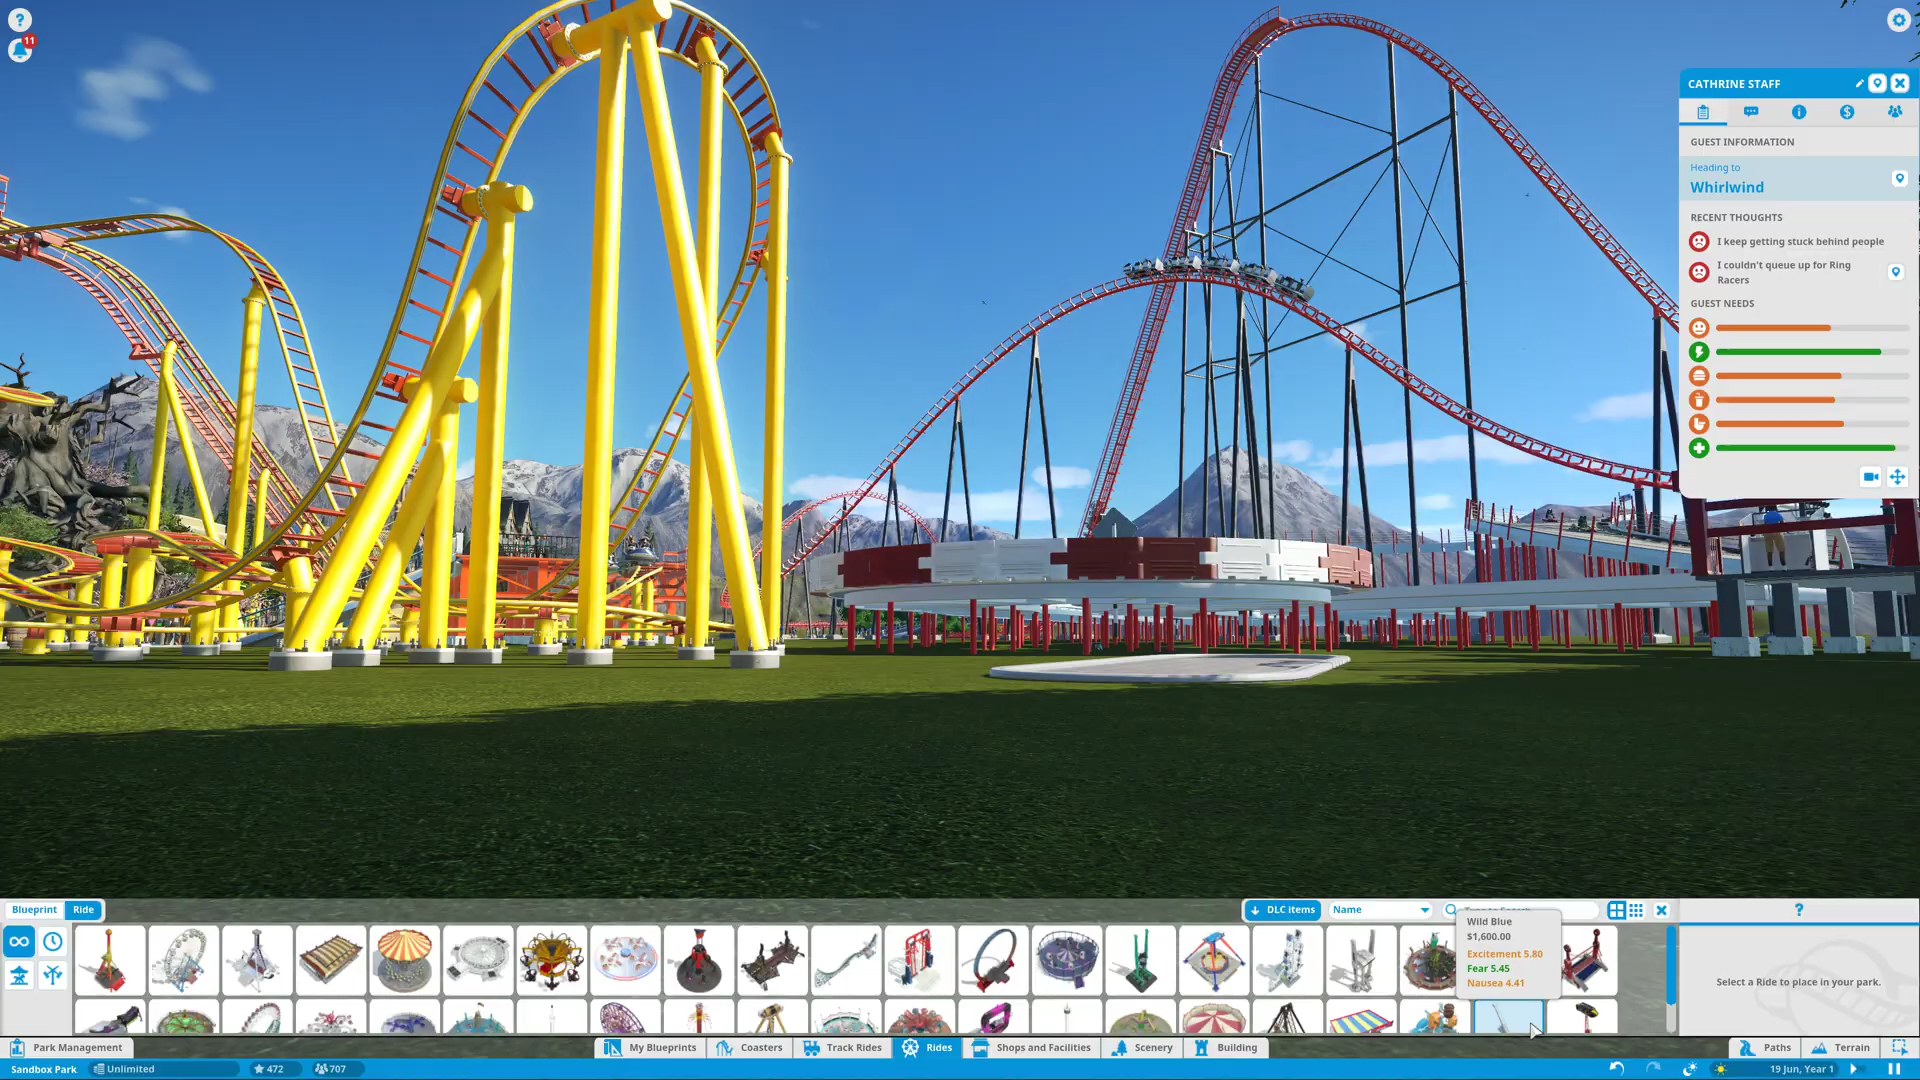 ?
11
CATHRINE STAFF
GUEST INFORMATION
Heading to
Whirlwind
RECENT THOUGHTS
I keep getting stuck behind people
I couldn't queue up for Ring
Racers
GUEST NEEDS
Blueprint
Ride
DLC items
Name
?
Wild Blue
$1,600.00
Excitement 5.80
Fear 5.45
Nausea 4.41
Select a Ride to place in your park.
Park Management
My Blueprints
Coasters
Track Rides
Rides
Shops and Facilities
Scenery
Building
Paths
Terrain
Sandbox Park
Unlimited
472
707
19 Jun, Year 1